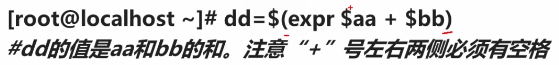 [root@localhost ~]# dd=$(expr $aa + $bb)
#dd的值是aa和bb的和。注意“+”号左右两侧必须有空格